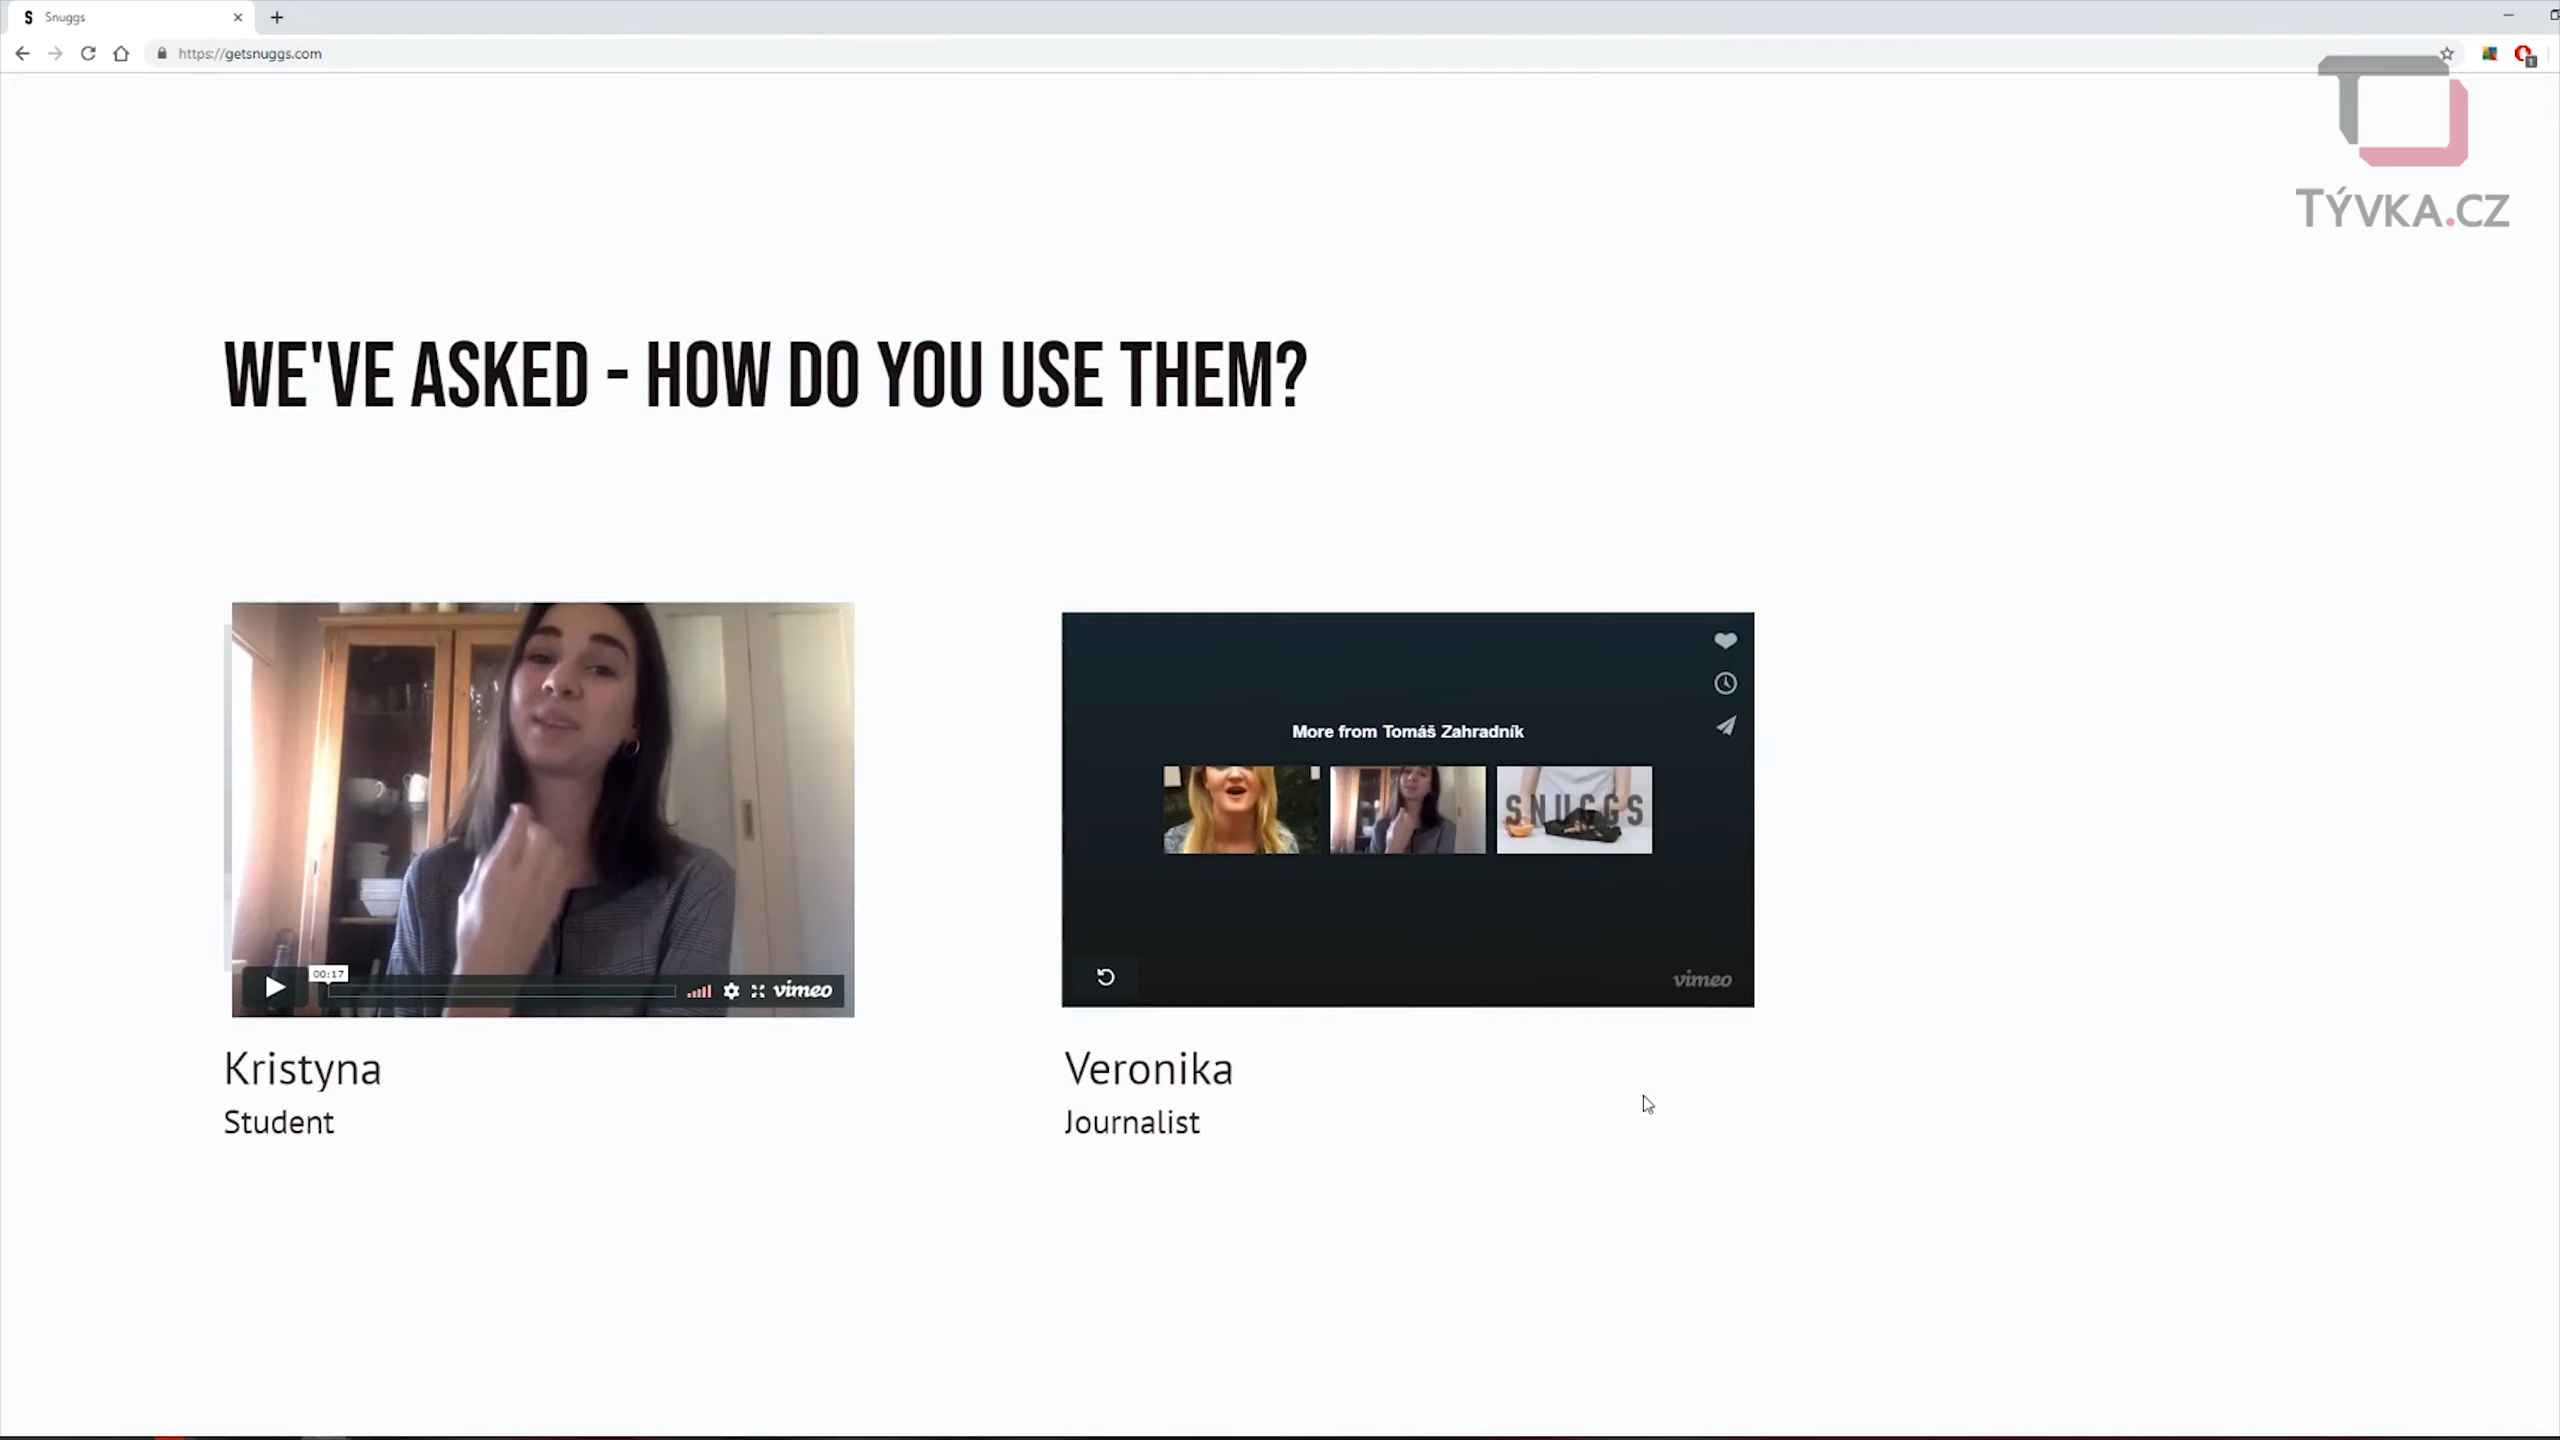 Snuggs
https://getsnuggs.com
TÝVKA.CZ
WE'VE ASKED - HOW DO YOU USE THEM?
More from Tomáš Zahradník
SNUGGS
00:17
vimeo
vimeo
Kristyna
Student
Veronika
Journalist